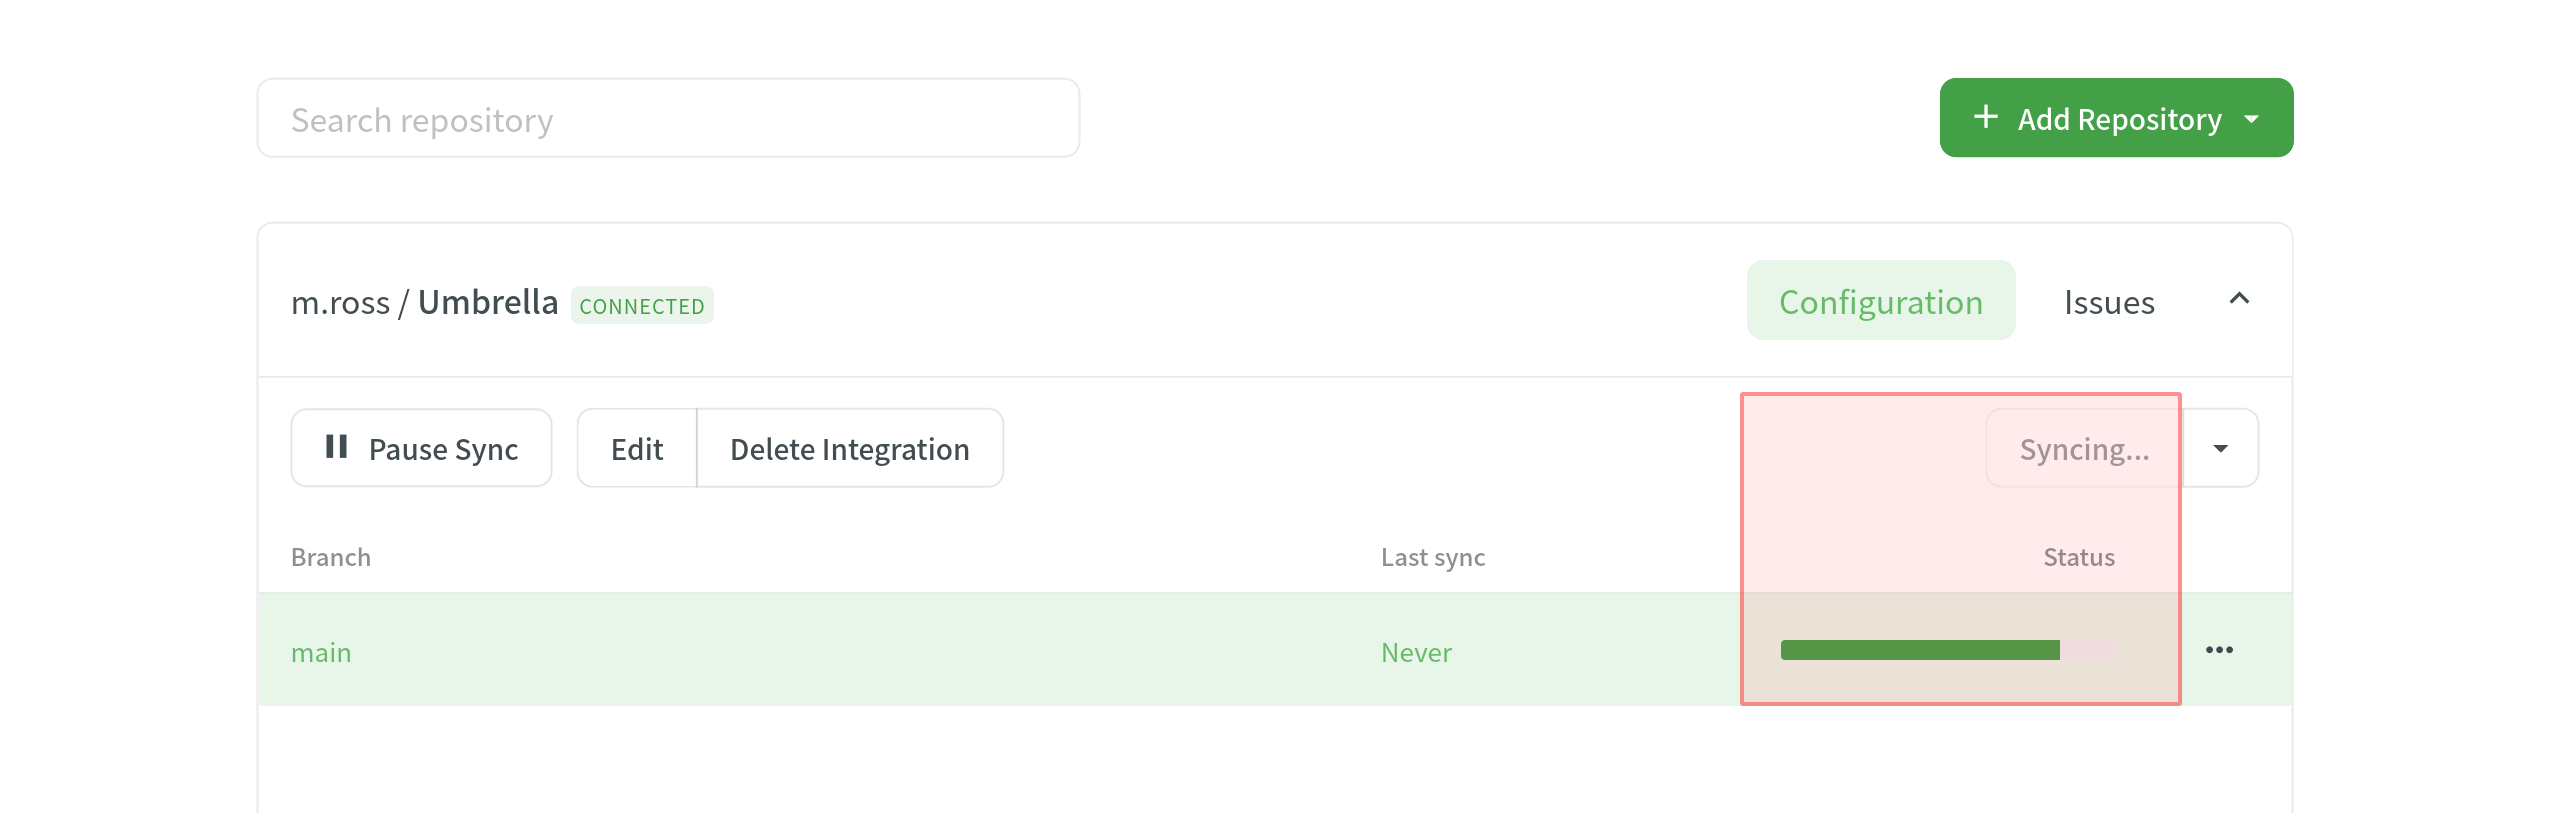 Search repository
Add Repository
m.ross / Umbrella CONNECTED
Configuration
Issues
Pause Sync
Edit
Delete Integration
Syncing...
Branch
Last sync
Status
main
Never